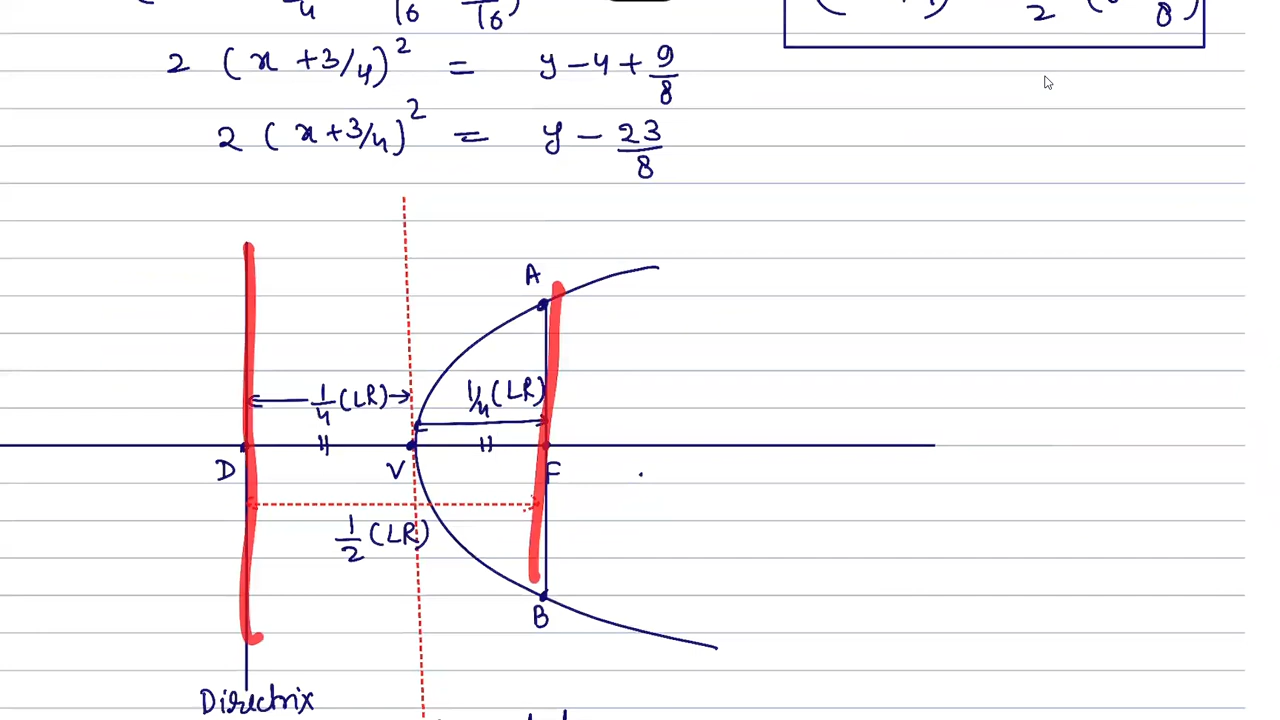 2 (x + 3/4)² = y - 4 + 9/8
2 (x + 3/4)² = y - 23/8
A
1/4 (LR)
1/4 (LR)
D
V
F
1/2 (LR)
B
Directrix